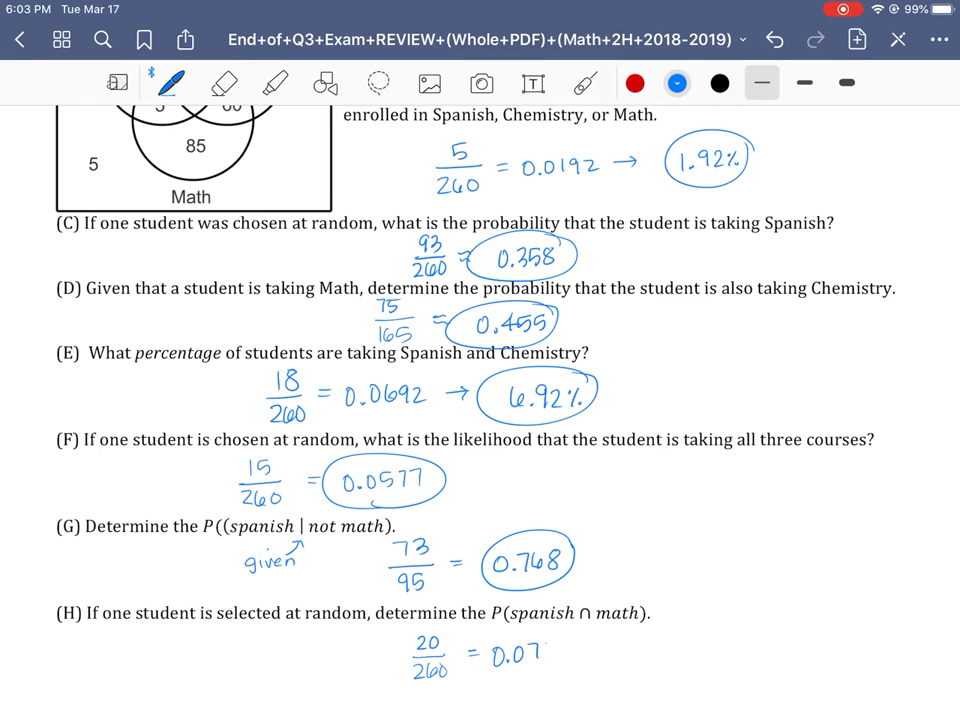 6:03 PM Tue Mar 17 99%
End+of+Q3+Exam+REVIEW+(Whole+PDF)+(Math+2H+2018-2019)
T
5 60
85
5
Math
enrolled in Spanish, Chemistry, or Math.
5/260 = 0.0192 → 1.92%
(C) If one student was chosen at random, what is the probability that the student is taking Spanish?
93/260 = 0.358
(D) Given that a student is taking Math, determine the probability that the student is also taking Chemistry.
75/165 = 0.455
(E) What percentage of students are taking Spanish and Chemistry?
18/260 = 0.0692 → 6.92%
(F) If one student is chosen at random, what is the likelihood that the student is taking all three courses?
15/260 = 0.0577
(G) Determine the P((spanish | not math).
given
73/95 = 0.768
(H) If one student is selected at random, determine the P(spanish ∩ math).
20/260 = 0.07